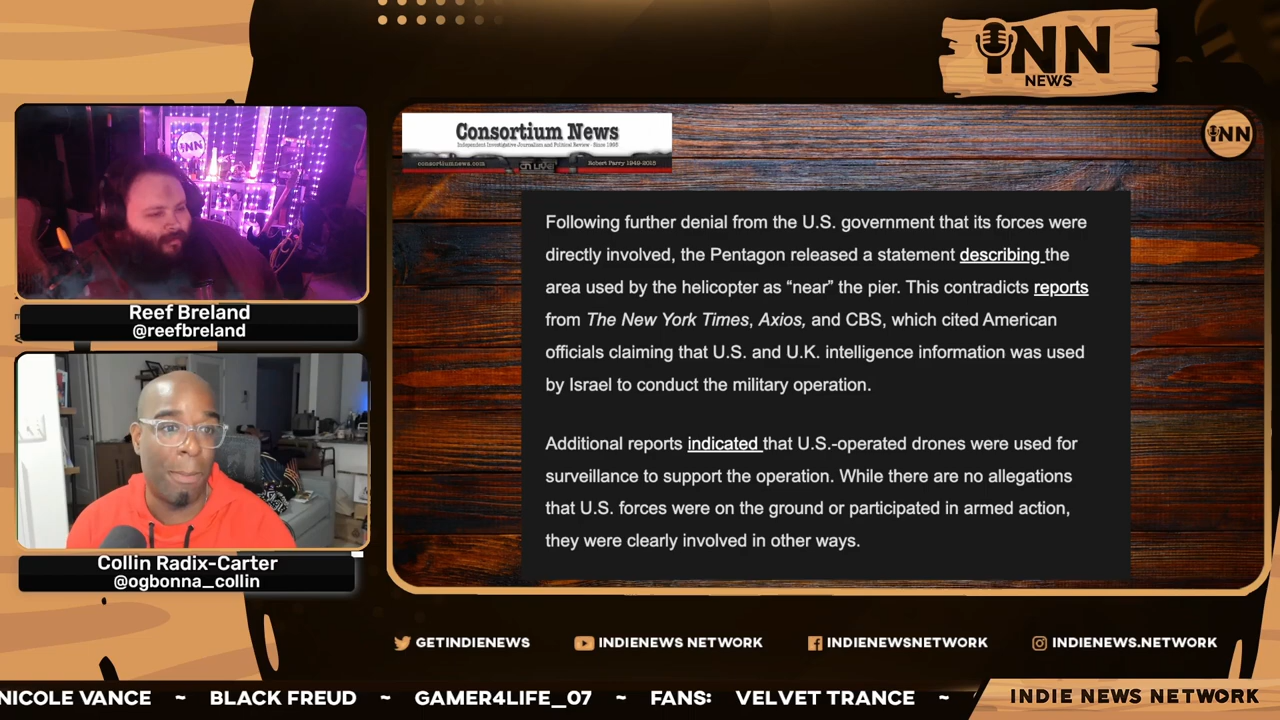 iNN
NEWS
Consortium News
Independent Investigative Journalism and Political Review - Since 1995
consortiumnews.com
CN LIVE!
Robert Parry 1949-2018
iNN
iNN
Following further denial from the U.S. government that its forces were
directly involved, the Pentagon released a statement describing the
area used by the helicopter as “near” the pier. This contradicts reports
from The New York Times, Axios, and CBS, which cited American
officials claiming that U.S. and U.K. intelligence information was used
by Israel to conduct the military operation.
Additional reports indicated that U.S.-operated drones were used for
surveillance to support the operation. While there are no allegations
that U.S. forces were on the ground or participated in armed action,
they were clearly involved in other ways.
Reef Breland
@reefbreland
Collin Radix-Carter
@ogbonna_collin
GETINDIENEWS
INDIENEWS NETWORK
INDIENEWSNETWORK
INDIENEWS.NETWORK
NICOLE VANCE ~ BLACK FREUD ~ GAMER4LIFE_07 ~ FANS: VELVET TRANCE ~
INDIE NEWS NETWORK